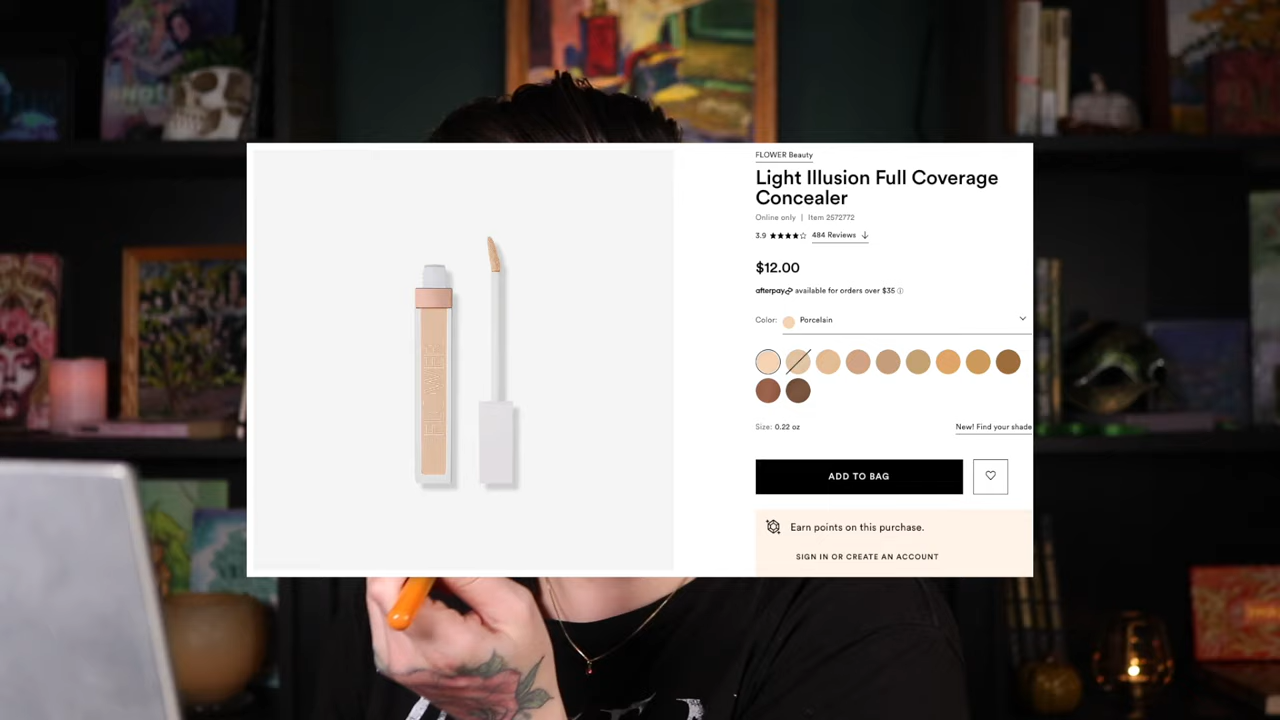 FLOWER Beauty
Light Illusion Full Coverage
Concealer
Online only | Item 2572772
3.9 484 Reviews
$12.00
afterpay available for orders over $35
Color: Porcelain
Size: 0.22 oz
New! Find your shade
ADD TO BAG
Earn points on this purchase.
SIGN IN OR CREATE AN ACCOUNT
FLOWER